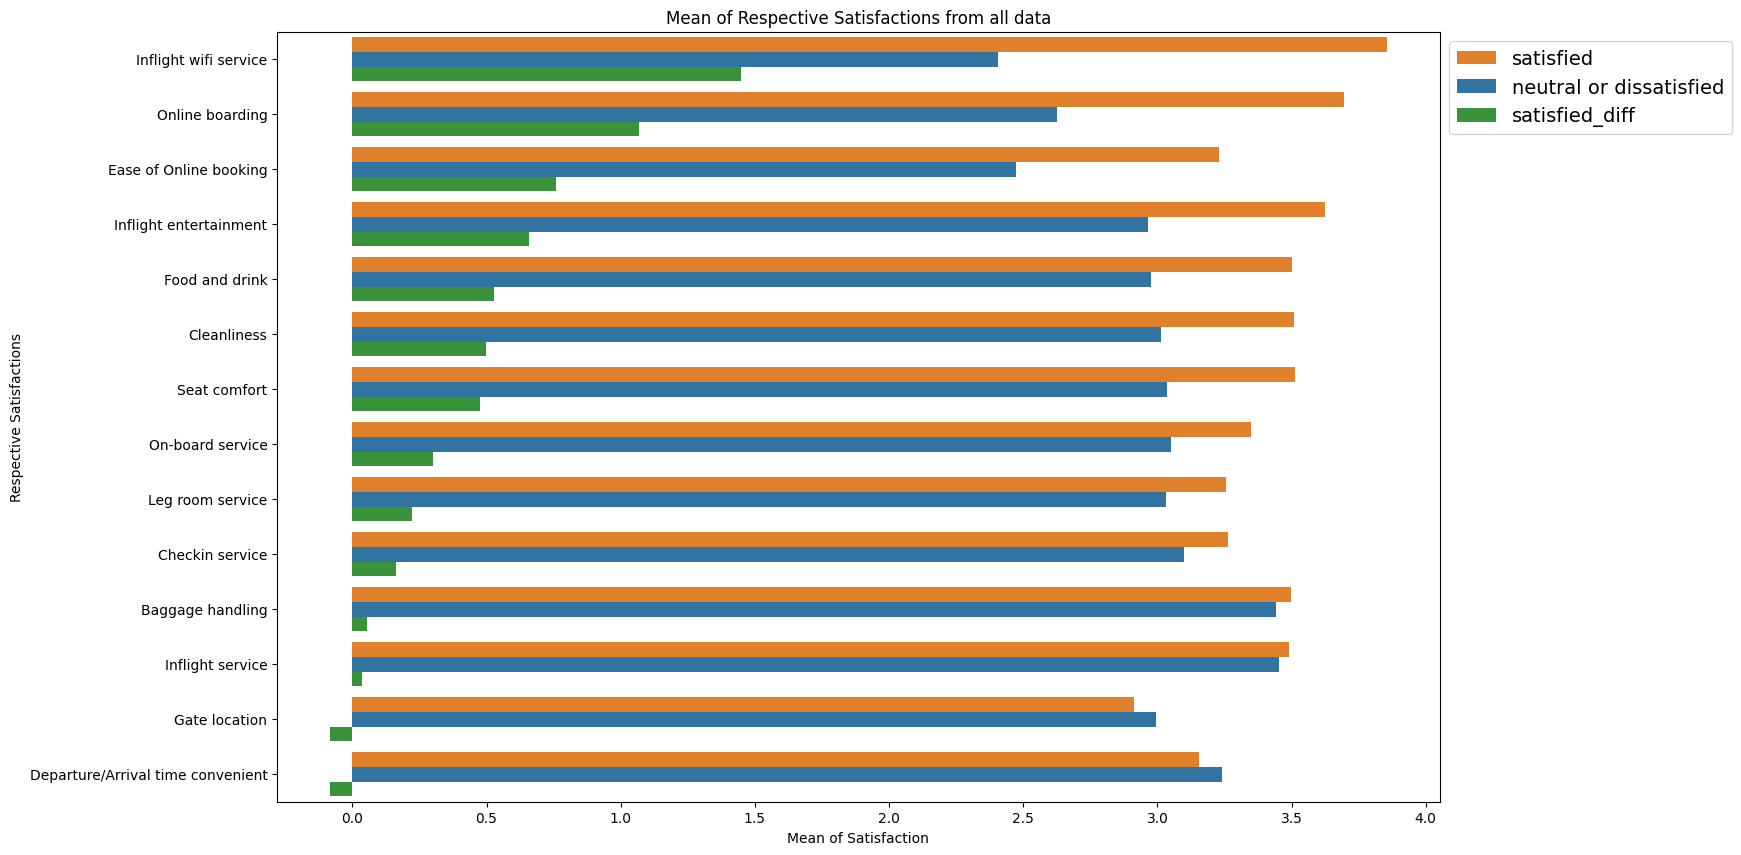 Mean of Respective Satisfactions from all data
satisfied
neutral or dissatisfied
satisfied_diff
Respective Satisfactions
Inflight wifi service
Online boarding
Ease of Online booking
Inflight entertainment
Food and drink
Cleanliness
Seat comfort
On-board service
Leg room service
Checkin service
Baggage handling
Inflight service
Gate location
Departure/Arrival time convenient
0.0 0.5 1.0 1.5 2.0 2.5 3.0 3.5 4.0
Mean of Satisfaction